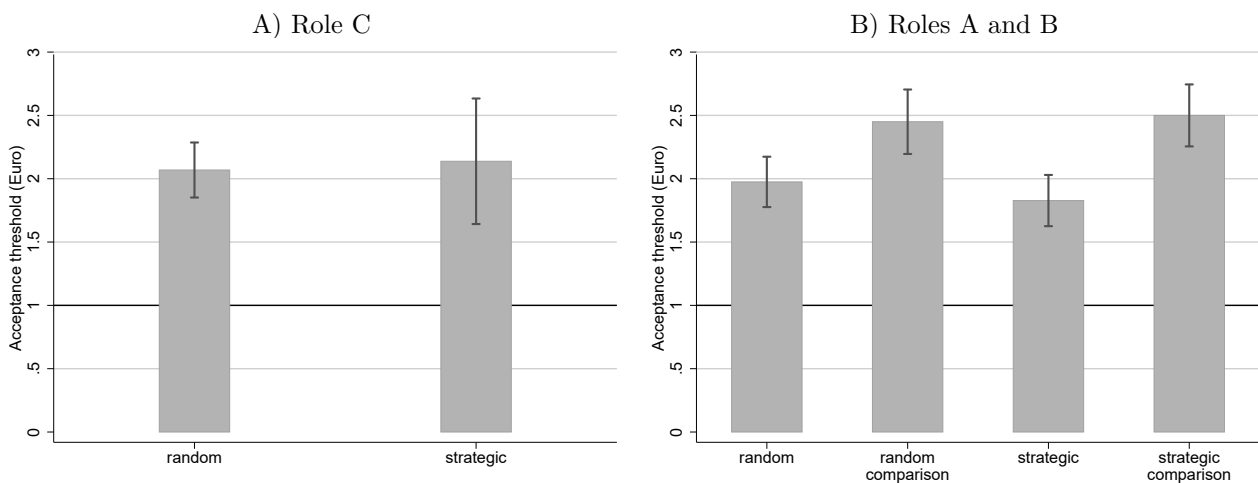 A) Role C
Acceptance threshold (Euro)
3
2.5
2
1.5
1
.5
0
random
strategic
B) Roles A and B
Acceptance threshold (Euro)
3
2.5
2
1.5
1
.5
0
random
random
comparison
strategic
strategic
comparison